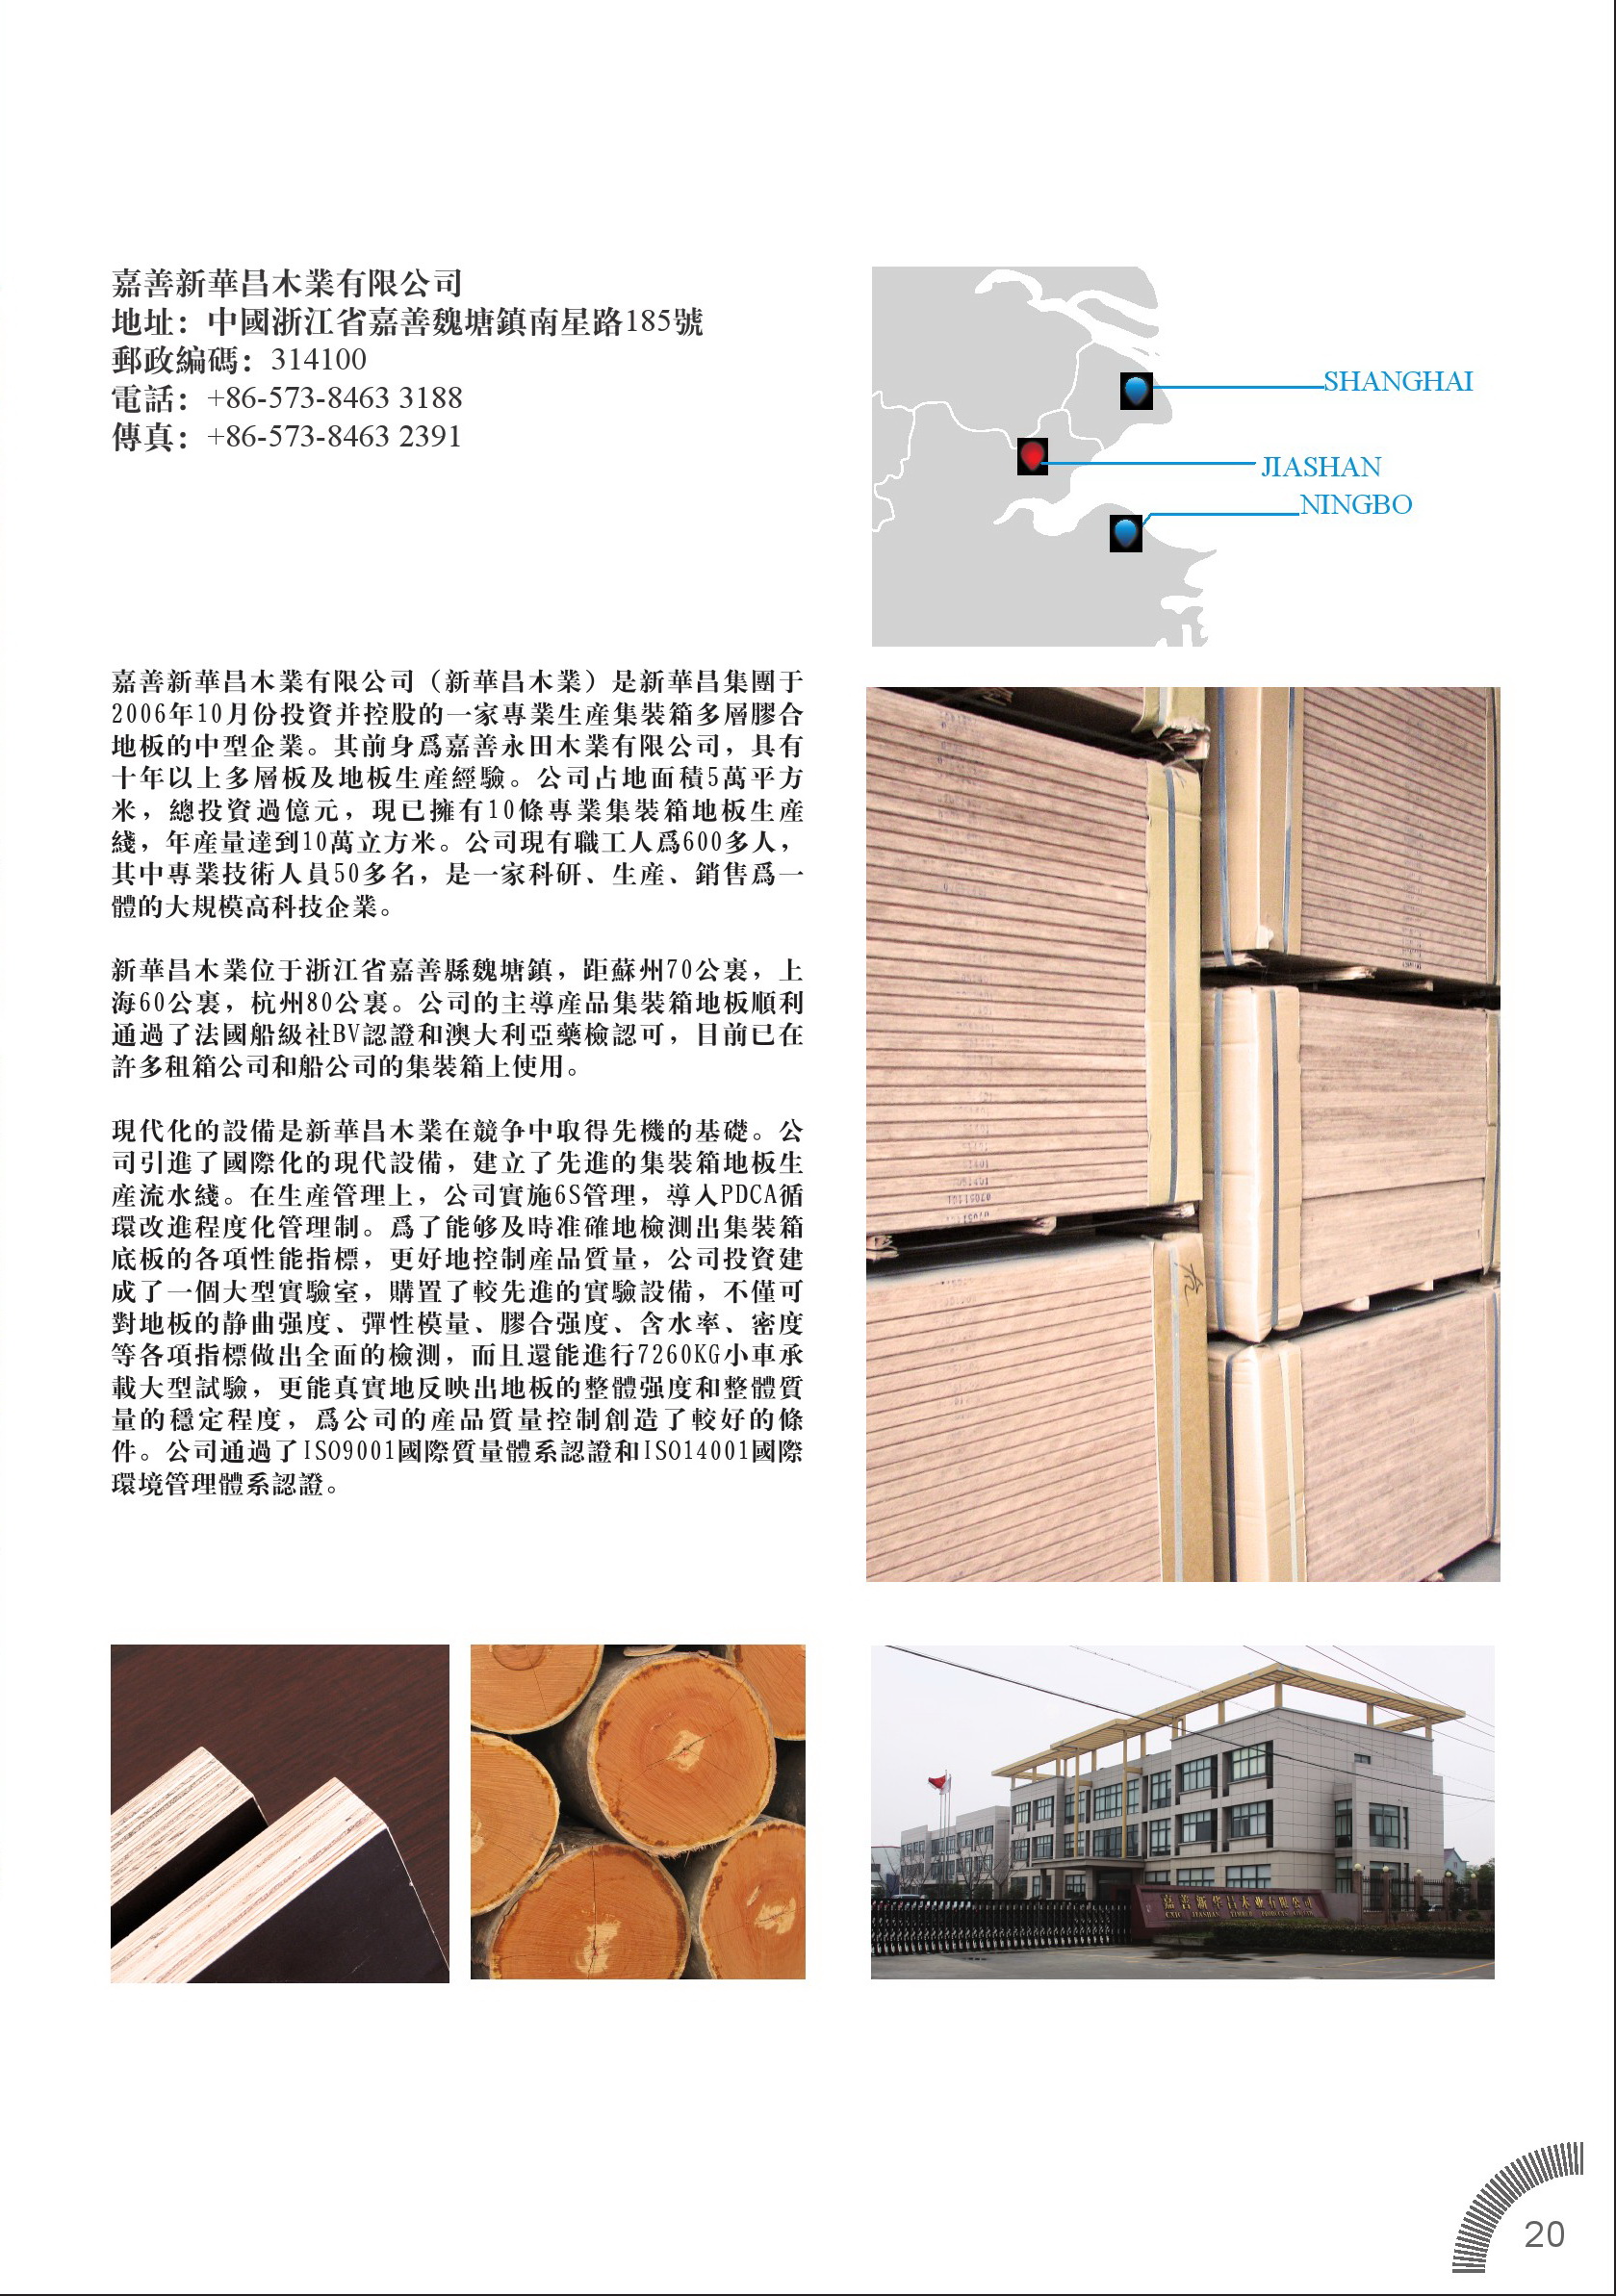 嘉善新華昌木業有限公司
地址：中國浙江省嘉善魏塘鎮南星路185號
郵政編碼：314100
電話：+86-573-8463 3188
傳真：+86-573-8463 2391
SHANGHAI
JIASHAN
NINGBO
嘉善新華昌木業有限公司（新華昌木業）是新華昌集團于
2006年10月份投資并控股的一家專業生産集裝箱多層膠合
地板的中型企業。其前身爲嘉善永田木業有限公司，具有
十年以上多層板及地板生産經驗。公司占地面積5萬平方
米，總投資過億元，現已擁有10條專業集裝箱地板生産
綫，年産量達到10萬立方米。公司現有職工人爲600多人，
其中專業技術人員50多名，是一家科研、生産、銷售爲一
體的大規模高科技企業。
新華昌木業位于浙江省嘉善縣魏塘鎮，距蘇州70公裏，上
海60公裏，杭州80公裏。公司的主導産品集裝箱地板順利
通過了法國船級社BV認證和澳大利亞藥檢認可，目前已在
許多租箱公司和船公司的集裝箱上使用。
現代化的設備是新華昌木業在競争中取得先機的基礎。公
司引進了國際化的現代設備，建立了先進的集裝箱地板生
産流水綫。在生産管理上，公司實施6S管理，導入PDCA循
環改進程度化管理制。爲了能够及時准確地檢測出集裝箱
底板的各項性能指標，更好地控制産品質量，公司投資建
成了一個大型實驗室，購置了較先進的實驗設備，不僅可
對地板的静曲强度、彈性模量、膠合强度、含水率、密度
等各項指標做出全面的檢測，而且還能進行7260KG小車承
載大型試驗，更能真實地反映出地板的整體强度和整體質
量的穩定程度，爲公司的産品質量控制創造了較好的條
件。公司通過了ISO9001國際質量體系認證和ISO14001國際
環境管理體系認證。
嘉善新华昌木业有限公司
CXIC JIASHAN TIMBER PRODUCTS CO LTD
20